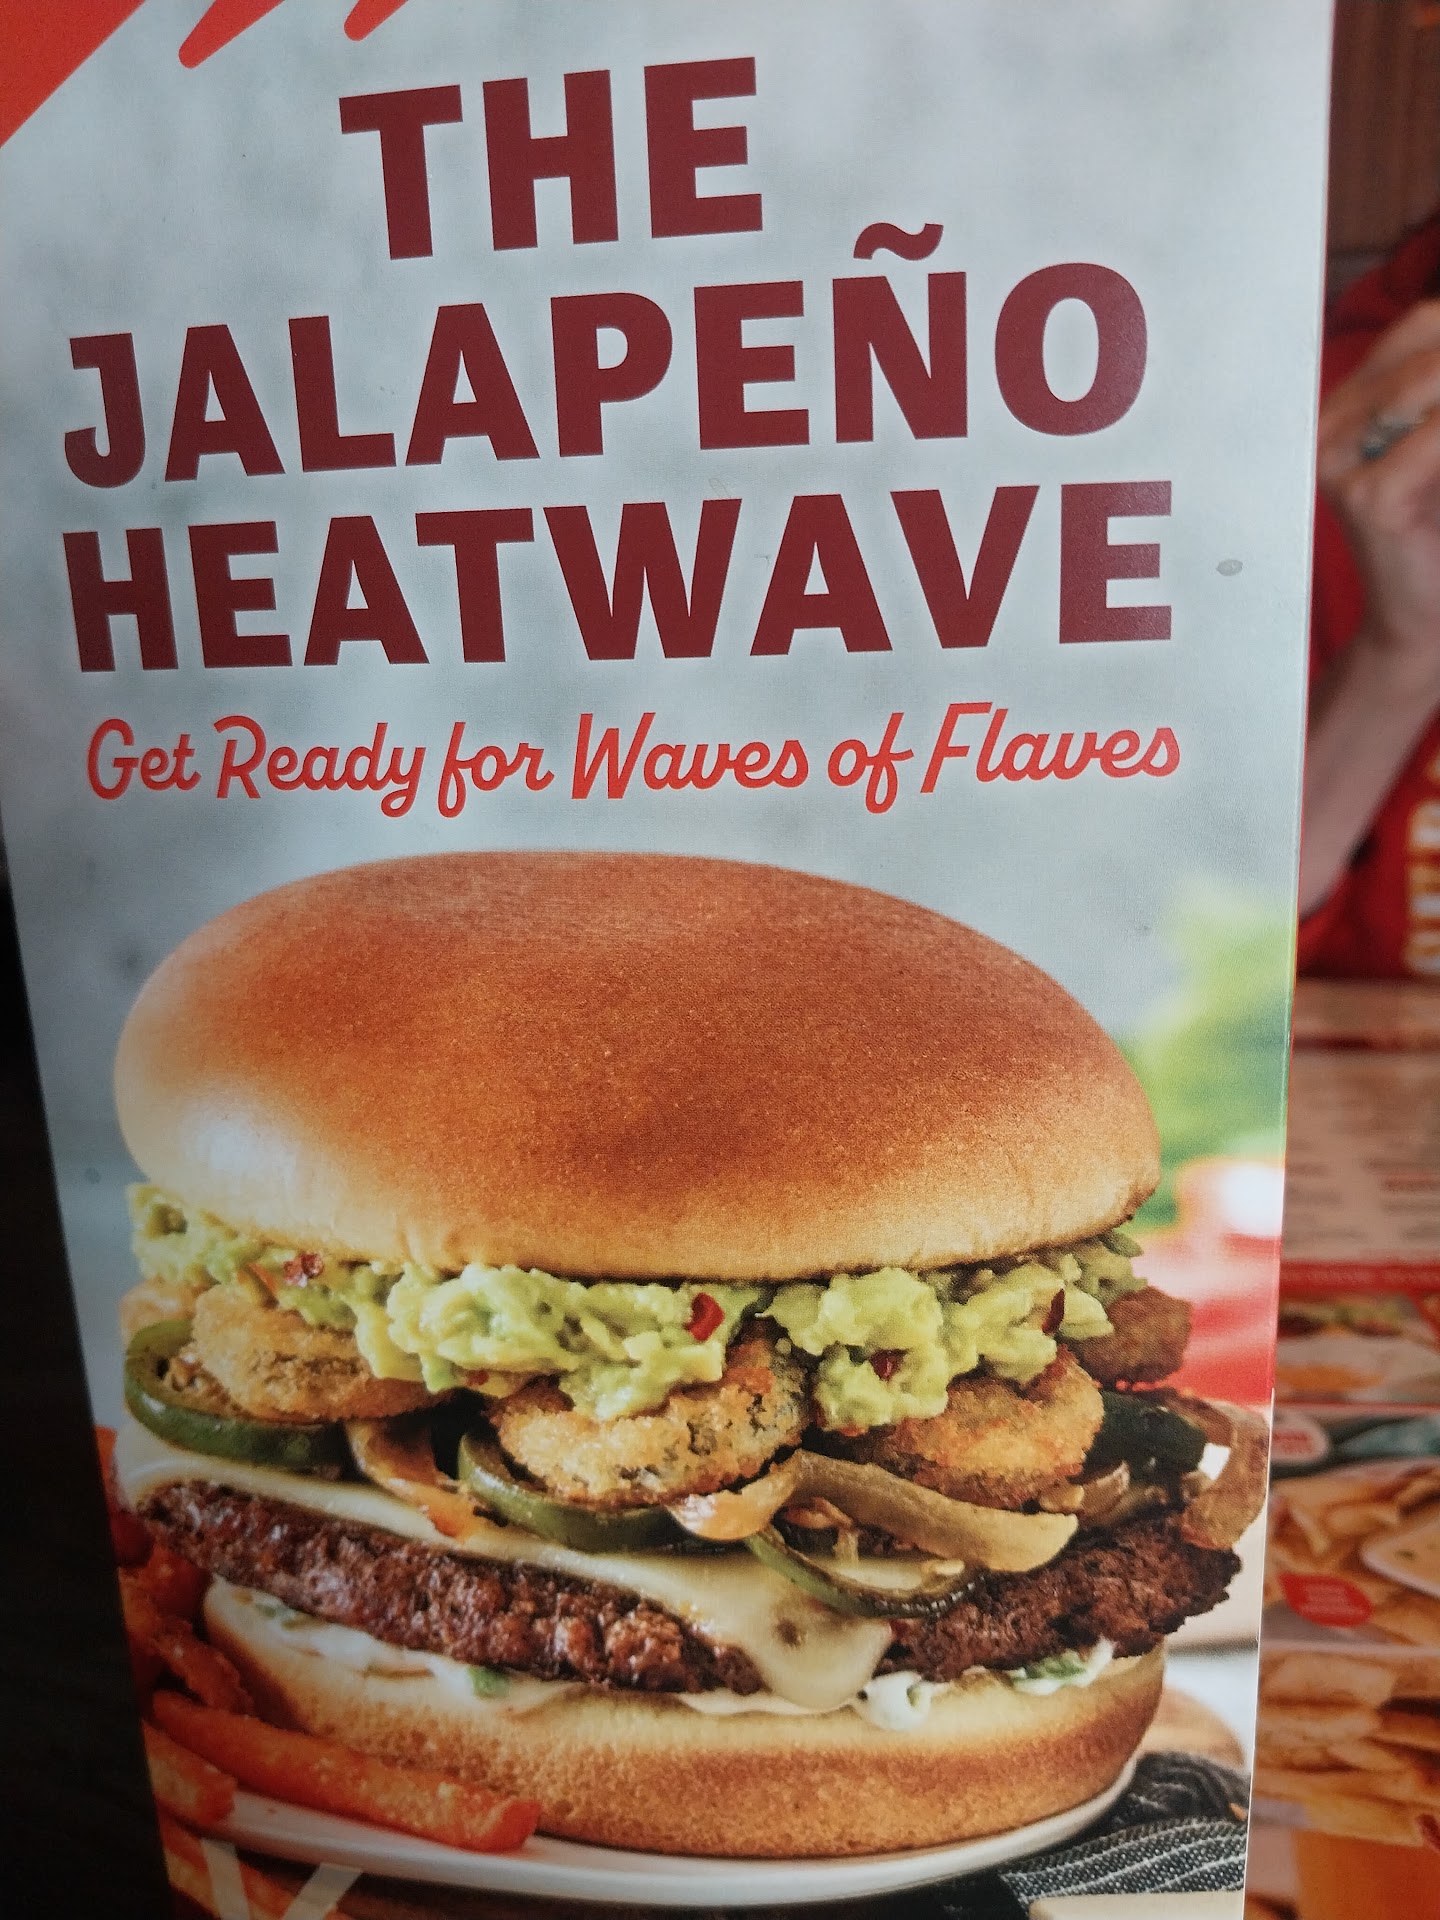 THE
JALAPEÑO
HEATWAVE
Get Ready for Waves of Flaves